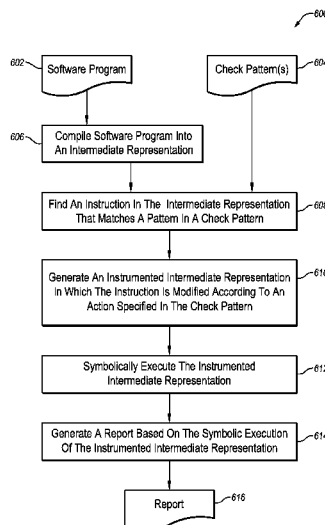 600
602
Software Program
Check Pattern(s)
604
606
Compile Software Program Into
An Intermediate Representation
Find An Instruction In The Intermediate Representation
That Matches A Pattern In A Check Pattern
608
Generate An Instrumented Intermediate Representation
In Which The Instruction Is Modified According To An
Action Specified In The Check Pattern
610
Symbolically Execute The Instrumented
Intermediate Representation
612
Generate A Report Based On The Symbolic Execution
Of The Instrumented Intermediate Representation
614
Report
616